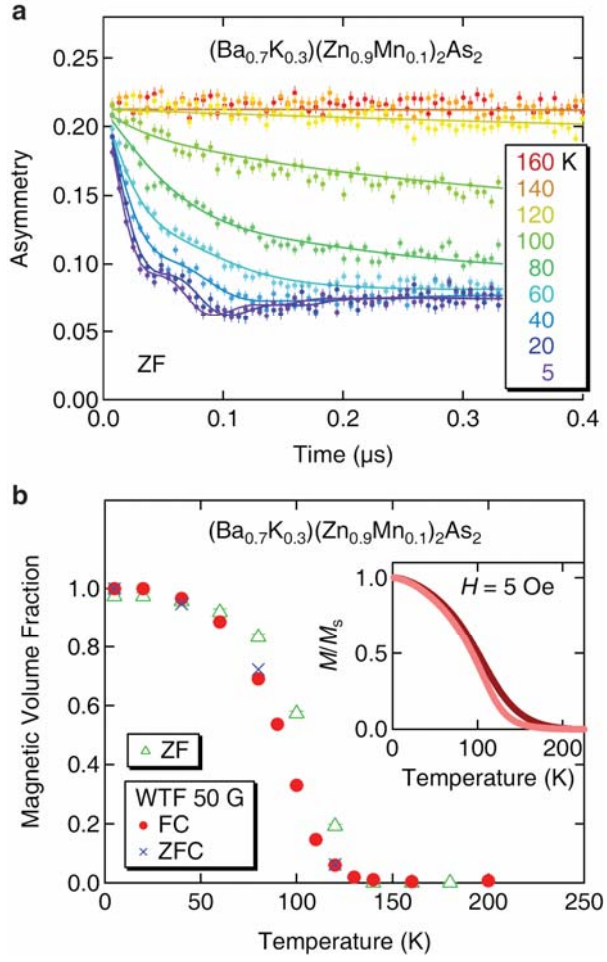 a
(Ba0.7K0.3)(Zn0.9Mn0.1)2As2
0.25
0.20
0.15
0.10
0.05
0.00
Asymmetry
ZF
160 K
140
120
100
80
60
40
20
5
0.0 0.1 0.2 0.3 0.4
Time (µs)
b
(Ba0.7K0.3)(Zn0.9Mn0.1)2As2
1.0
0.8
0.6
0.4
0.2
0.0
Magnetic Volume Fraction
ZF
WTF 50 G
FC
ZFC
H = 5 Oe
1.0
0.5
0.0
M/Ms
0 100 200
Temperature (K)
0 50 100 150 200 250
Temperature (K)